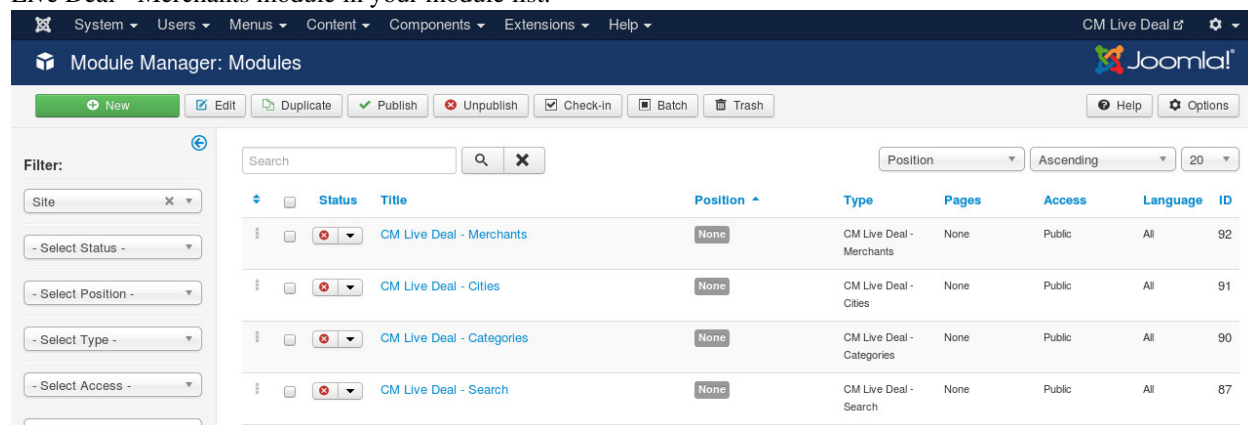 Live Deal - Merchants module in your module list.
System Users Menus Content Components Extensions Help CM Live Deal
Module Manager: Modules Joomla!
New Edit Duplicate Publish Unpublish Check-in Batch Trash Help Options
Filter: Search Position Ascending 20
Site Status Title Position Type Pages Access Language ID
- Select Status - CM Live Deal - Merchants None CM Live Deal - Merchants None Public All 92
- Select Position - CM Live Deal - Cities None CM Live Deal - Cities None Public All 91
- Select Type - CM Live Deal - Categories None CM Live Deal - Categories None Public All 90
- Select Access - CM Live Deal - Search None CM Live Deal - Search None Public All 87